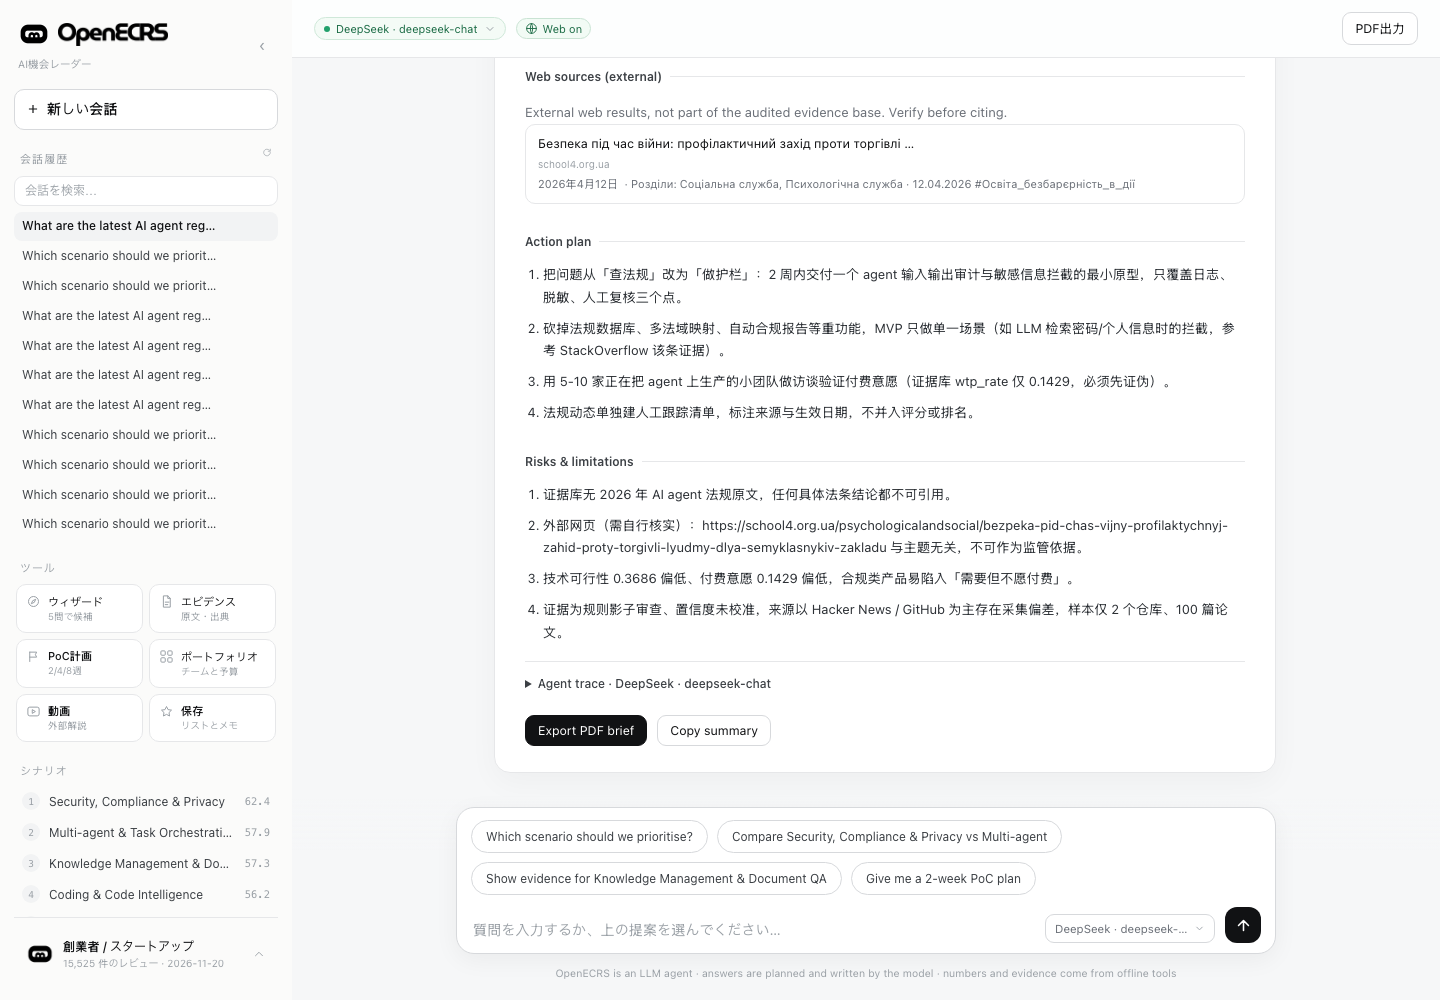 OpenECRS
AI機会レーダー
+ 新しい会話
会話履歴
会話を検索...
What are the latest AI agent reg...
Which scenario should we priorit...
Which scenario should we priorit...
What are the latest AI agent reg...
What are the latest AI agent reg...
What are the latest AI agent reg...
What are the latest AI agent reg...
Which scenario should we priorit...
Which scenario should we priorit...
Which scenario should we priorit...
Which scenario should we priorit...
ツール
ウィザード
5問で候補
エビデンス
原文・出典
PoC計画
2/4/8週
ポートフォリオ
チームと予算
動画
外部解説
保存
リストとメモ
シナリオ
1 Security, Compliance & Privacy 62.4
2 Multi-agent & Task Orchestrati... 57.9
3 Knowledge Management & Do... 57.3
4 Coding & Code Intelligence 56.2
創業者 / スタートアップ
15,525 件のレビュー · 2026-11-20
DeepSeek · deepseek-chat
Web on
PDF出力
Web sources (external)
External web results, not part of the audited evidence base. Verify before citing.
Безпека під час війни: профілактичний захід проти торгівлі ...
school4.org.ua
2026年4月12日 · Розділи: Соціальна служба, Психологічна служба · 12.04.2026 #Освіта_безбарєрність_в_дії
Action plan
1. 把问题从「查法规」改为「做护栏」：2 周内交付一个 agent 输入输出审计与敏感信息拦截的最小原型，只覆盖日志、
脱敏、人工复核三个点。
2. 砍掉法规数据库、多法域映射、自动合规报告等重功能，MVP 只做单一场景（如 LLM 检索密码/个人信息时的拦截，参
考 StackOverflow 该条证据）。
3. 用 5-10 家正在把 agent 上生产的小团队做访谈验证付费意愿（证据库 wtp_rate 仅 0.1429，必须先证伪）。
4. 法规动态单独建人工跟踪清单，标注来源与生效日期，不并入评分或排名。
Risks & limitations
1. 证据库无 2026 年 AI agent 法规原文，任何具体法条结论都不可引用。
2. 外部网页（需自行核实）：https://school4.org.ua/psychologicalandsocial/bezpeka-pid-chas-vijny-profilaktychnyj-
zahid-proty-torgivli-lyudmy-dlya-semyklasnykiv-zakladu 与主题无关，不可作为监管依据。
3. 技术可行性 0.3686 偏低、付费意愿 0.1429 偏低，合规类产品易陷入「需要但不愿付费」。
4. 证据为规则影子审查、置信度未校准，来源以 Hacker News / GitHub 为主存在采集偏差，样本仅 2 个仓库、100 篇论
文。
Agent trace · DeepSeek · deepseek-chat
Export PDF brief
Copy summary
Which scenario should we prioritise?
Compare Security, Compliance & Privacy vs Multi-agent
Show evidence for Knowledge Management & Document QA
Give me a 2-week PoC plan
質問を入力するか、上の提案を選んでください...
DeepSeek · deepseek-...
OpenECRS is an LLM agent · answers are planned and written by the model · numbers and evidence come from offline tools